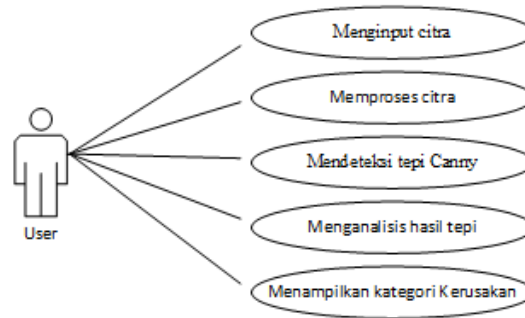 Menginput citra
Memproses citra
Mendeteksi tepi Canny
User
Menganalisis hasil tepi
Menampilkan kategori Kerusakan